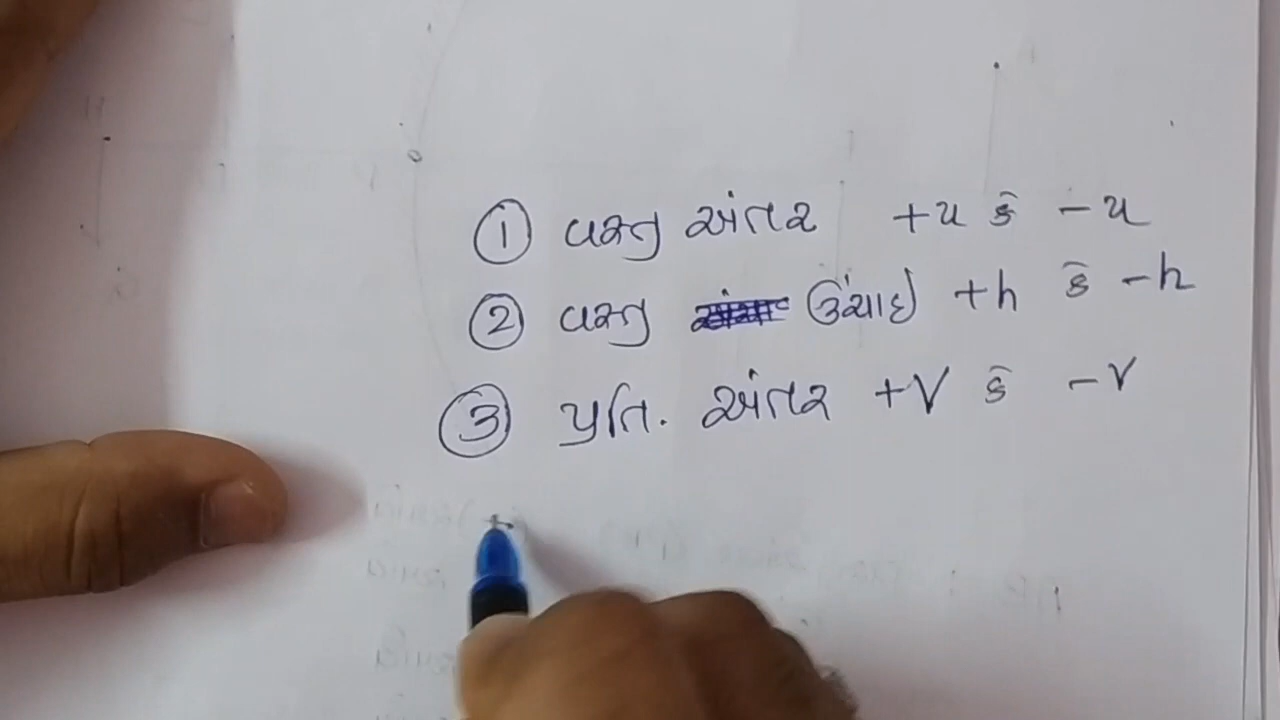 ① વસ્તુ અંતર +u કે -u
② વસ્તુ ઊંચાઇ +h કે -h
③ પ્રતિ. અંતર +v કે -v